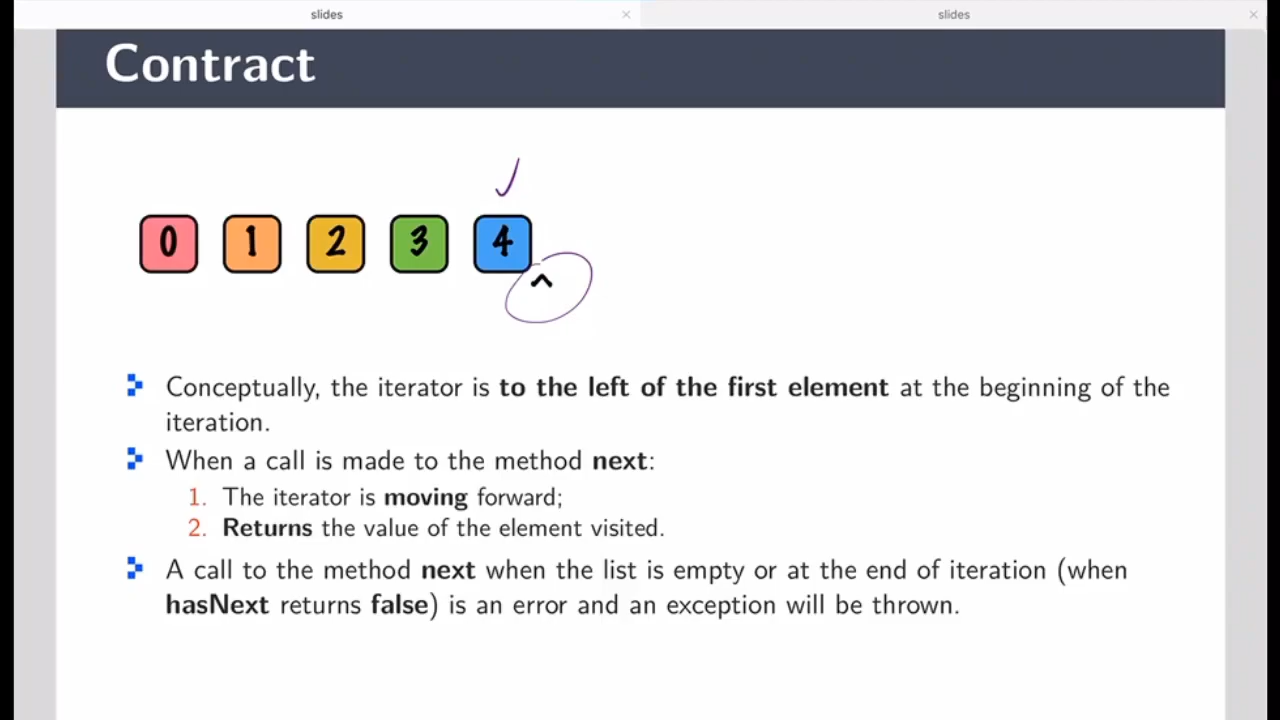 slides
slides
Contract
0 1 2 3 4
^
Conceptually, the iterator is to the left of the first element at the beginning of the
iteration.
When a call is made to the method next:
1. The iterator is moving forward;
2. Returns the value of the element visited.
A call to the method next when the list is empty or at the end of iteration (when
hasNext returns false) is an error and an exception will be thrown.